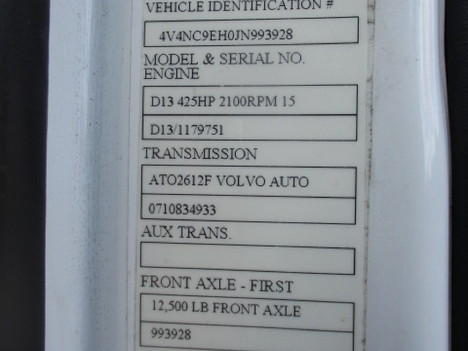 VEHICLE IDENTIFICATION #
4V4NC9EH0JN993928
MODEL & SERIAL NO.
ENGINE
D13 425HP 2100RPM 15
D13/1179751
TRANSMISSION
ATO2612F VOLVO AUTO
0710834933
AUX TRANS.
FRONT AXLE - FIRST
12,500 LB FRONT AXLE
993928